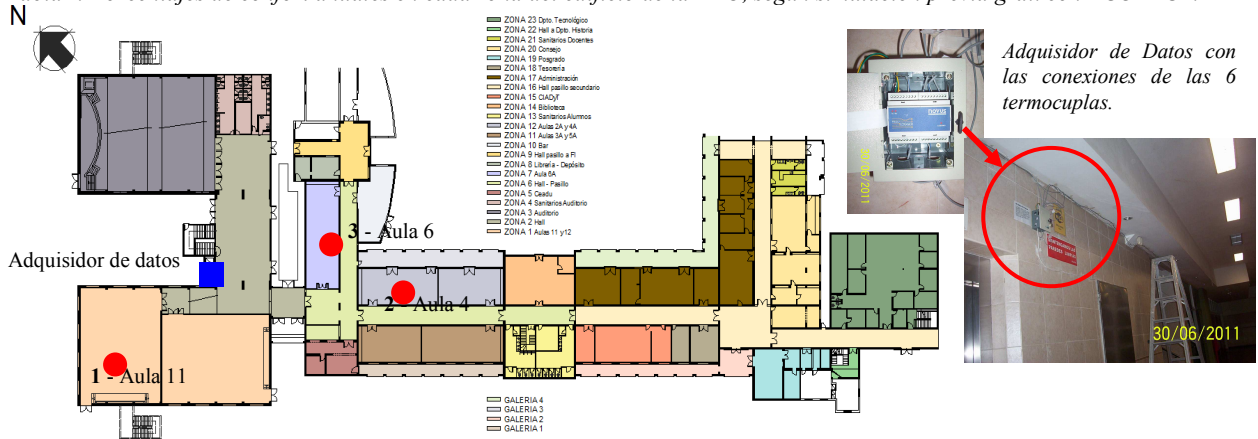 N
ZONA 23 Dpto. Tecnológico
ZONA 22 Hall a Dpto. Historia
ZONA 21 Sanitarios Docentes
ZONA 20 Consejo
ZONA 19 Posgrado
ZONA 18 Tesorería
ZONA 17 Administración
ZONA 16 Hall pasillo secundario
ZONA 15 CIADyT
ZONA 14 Biblioteca
ZONA 13 Sanitarios Alumnos
ZONA 12 Aulas 2A y 4A
ZONA 11 Aulas 3A y 5A
ZONA 10 Bar
ZONA 9 Hall pasillo a FI
ZONA 8 Librería - Depósito
ZONA 7 Aula 6A
ZONA 6 Hall - Pasillo
ZONA 5 Ceadu
ZONA 4 Sanitarios Auditorio
ZONA 3 Auditorio
ZONA 2 Hall
ZONA 1 Aulas 11 y 12
Adquisidor de Datos con
las conexiones de las 6
termocuplas.
30/06/2011
3 - Aula 6
Adquisidor de datos
2 - Aula 4
1 - Aula 11
30/06/2011
GALERIA 4
GALERIA 3
GALERIA 2
GALERIA 1